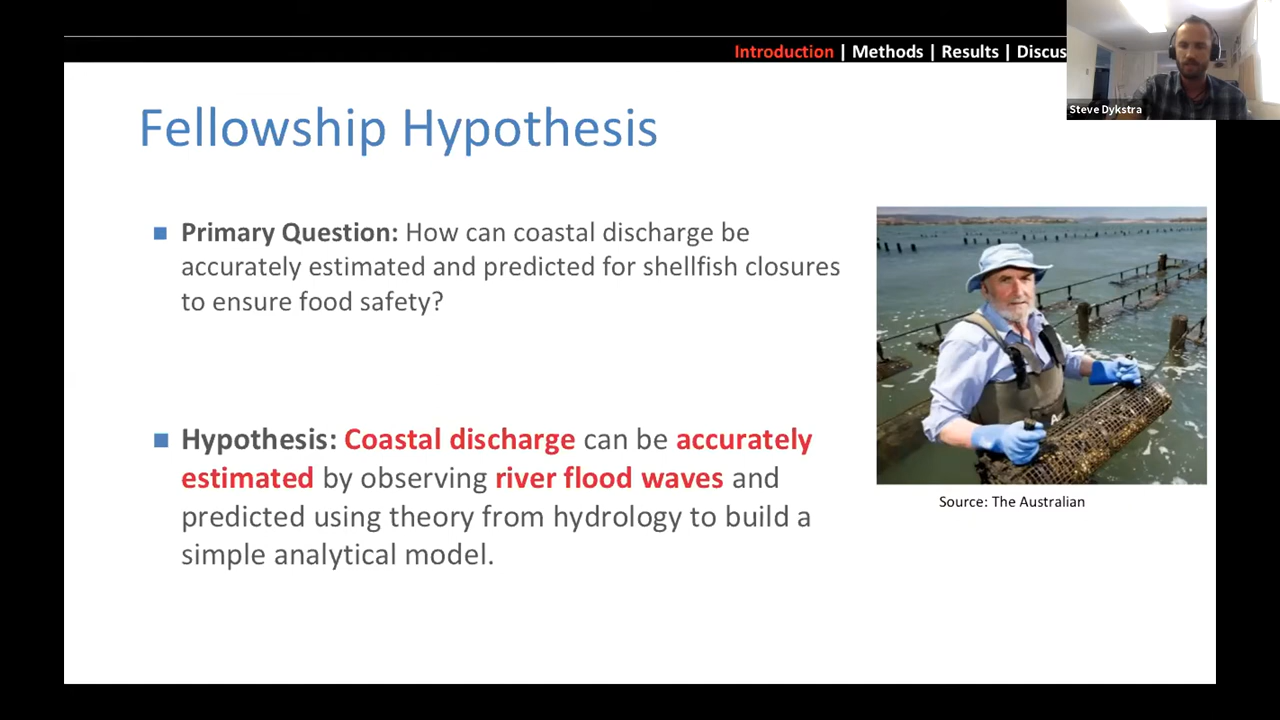 Introduction | Methods | Results | Discus
Steve Dykstra
Fellowship Hypothesis
Primary Question: How can coastal discharge be
accurately estimated and predicted for shellfish closures
to ensure food safety?
Hypothesis: Coastal discharge can be accurately
estimated by observing river flood waves and
predicted using theory from hydrology to build a
simple analytical model.
Source: The Australian